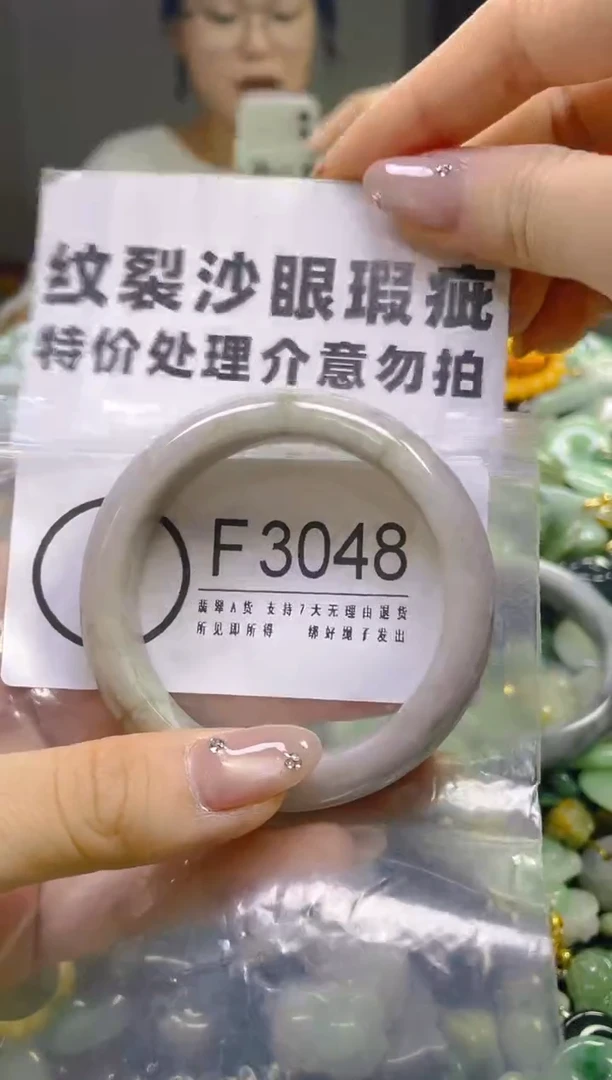 纹裂沙眼瑕疵
特价处理介意勿拍
F3048
翡翠A货 支持7天无理由退货
所见即所得 绑好绳子发出